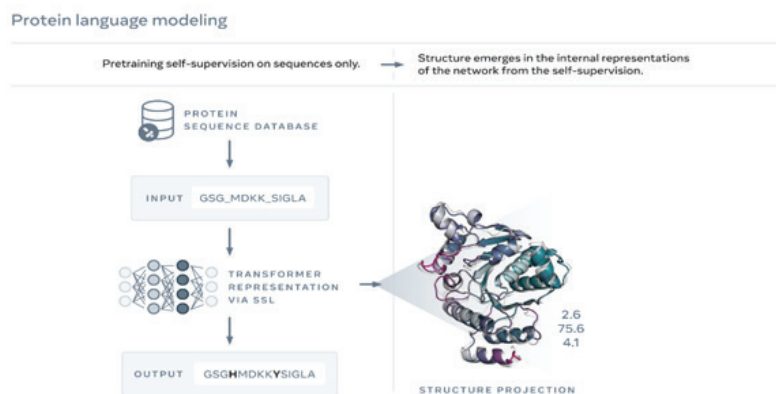 Protein language modeling
Pretraining self-supervision on sequences only.
Structure emerges in the internal representations
of the network from the self-supervision.
PROTEIN
SEQUENCE DATABASE
INPUT GSG_MDKK_SIGLA
TRANSFORMER
REPRESENTATION
VIA SSL
2.6
75.6
4.1
OUTPUT GSGHMDKKYSIGLA
STRUCTURE PROJECTION